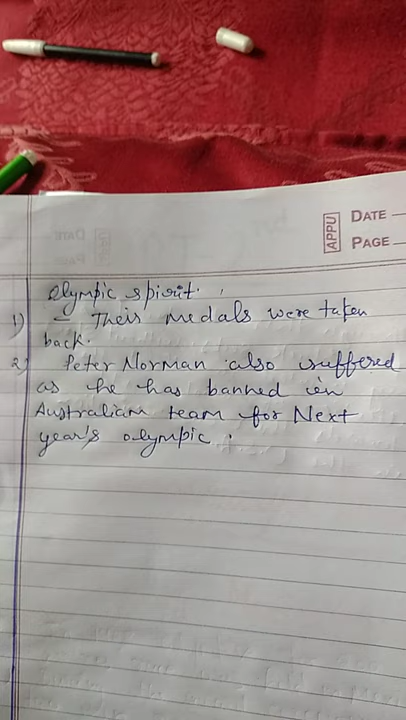 APPU DATE
PAGE
Olympic spirit.
1) - Their medals were taken
back.
2) Peter Norman also suffered
as he has banned in
Australian team for Next
year's olympic.